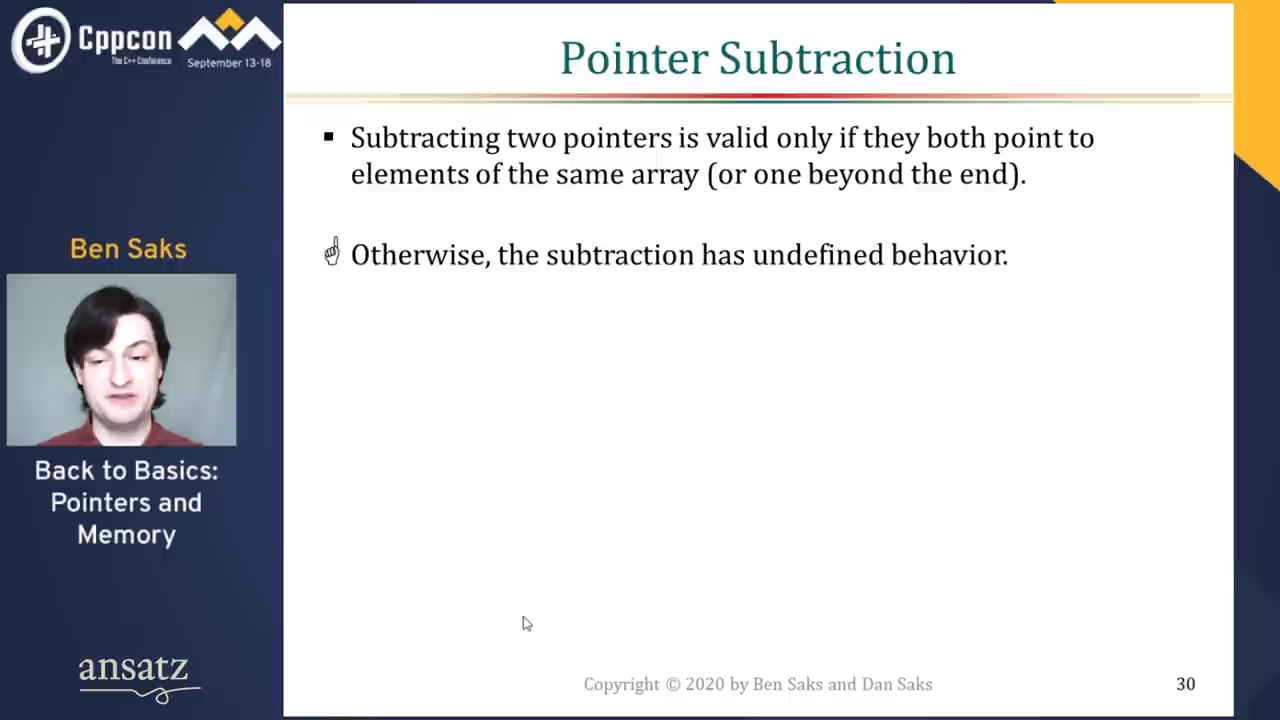 Cppcon
The C++ Conference
September 13-18
Pointer Subtraction
Subtracting two pointers is valid only if they both point to
elements of the same array (or one beyond the end).
Otherwise, the subtraction has undefined behavior.
Ben Saks
Back to Basics:
Pointers and
Memory
ansatz
Copyright © 2020 by Ben Saks and Dan Saks
30